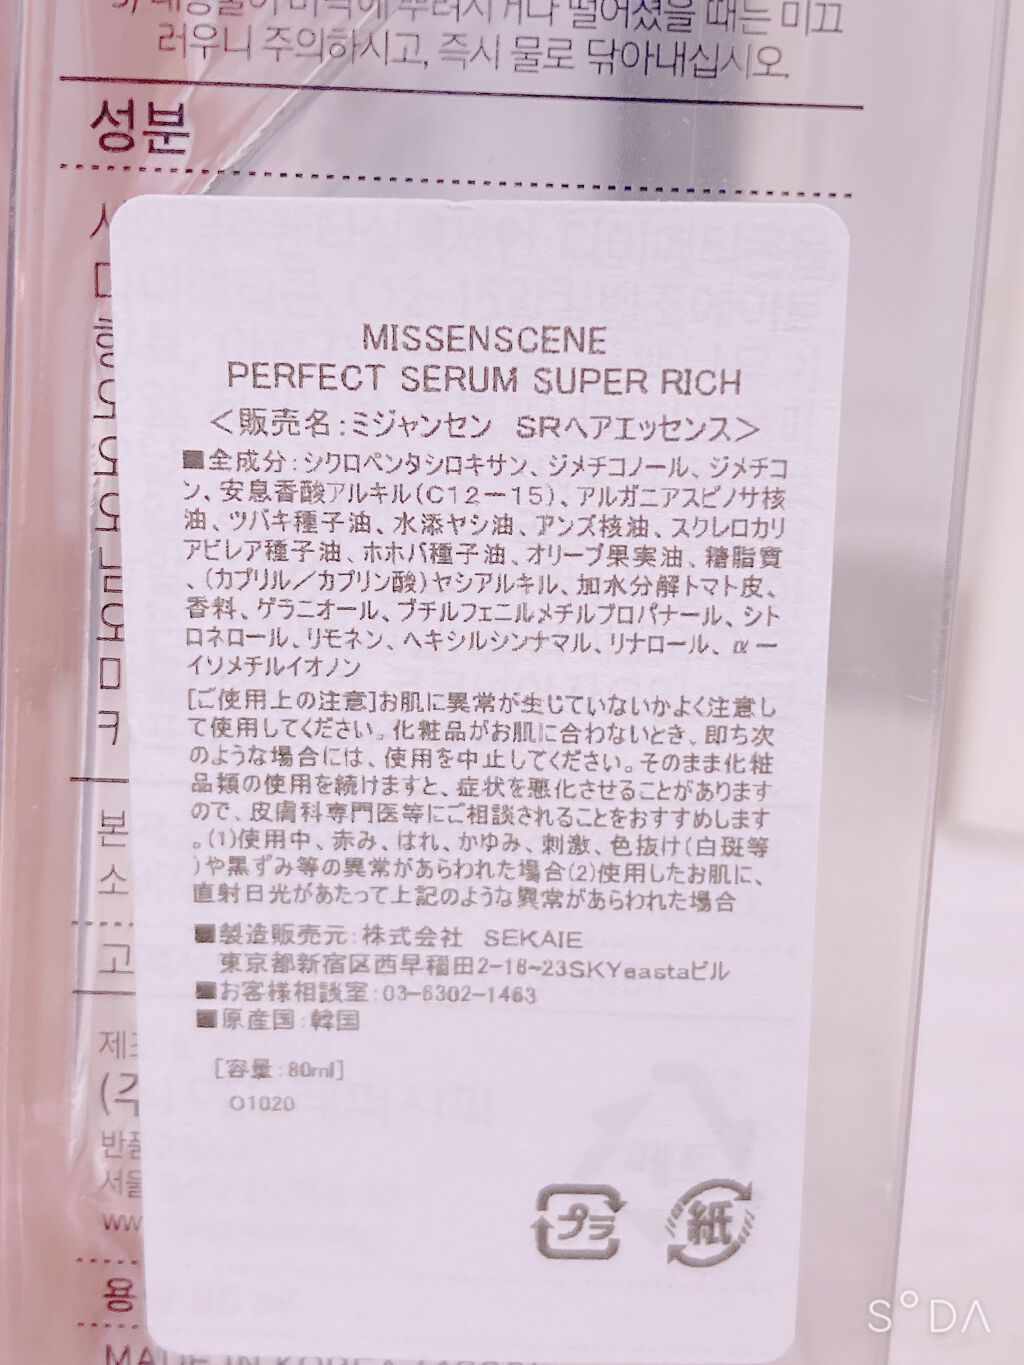 러우니 주의하시고, 즉시 물로 닦아내십시오.
성분
MISSENSCENE
PERFECT SERUM SUPER RICH
＜販売名:ミジャンセン SRヘアエッセンス＞
■全成分:シクロペンタシロキサン、ジメチコノール、ジメチコ
ン、安息香酸アルキル(C12－15)、アルガニアスピノサ核
油、ツバキ種子油、水添ヤシ油、アンズ核油、スクレロカリ
アビレア種子油、ホホバ種子油、オリーブ果実油、糖脂質
、(カプリル／カプリン酸)ヤシアルキル、加水分解トマト皮、
香料、ゲラニオール、ブチルフェニルメチルプロパナール、シト
ロネロール、リモネン、ヘキシルシンナマル、リナロール、αー
イソメチルイオノン
[ご使用上の注意]お肌に異常が生じていないかよく注意し
て使用してください。化粧品がお肌に合わないとき、即ち次
のような場合には、使用を中止してください。そのまま化粧
品類の使用を続けますと、症状を悪化させることがあります
ので、皮膚科専門医等にご相談されることをおすすめします
。(1)使用中、赤み、はれ、かゆみ、刺激、色抜け(白斑等
)や黒ずみ等の異常があらわれた場合(2)使用したお肌に、
直射日光があたって上記のような異常があらわれた場合
■製造販売元:株式会社 SEKAIE
東京都新宿区西早稲田2-18-23SKYeastaビル
■お客様相談室:03-6302-1463
■原産国:韓国
[容量:80ml]
O1020
プラ
紙
본
소
고
제조
(주)
반품
서울
ww
용
MADE IN KOREA
SODA